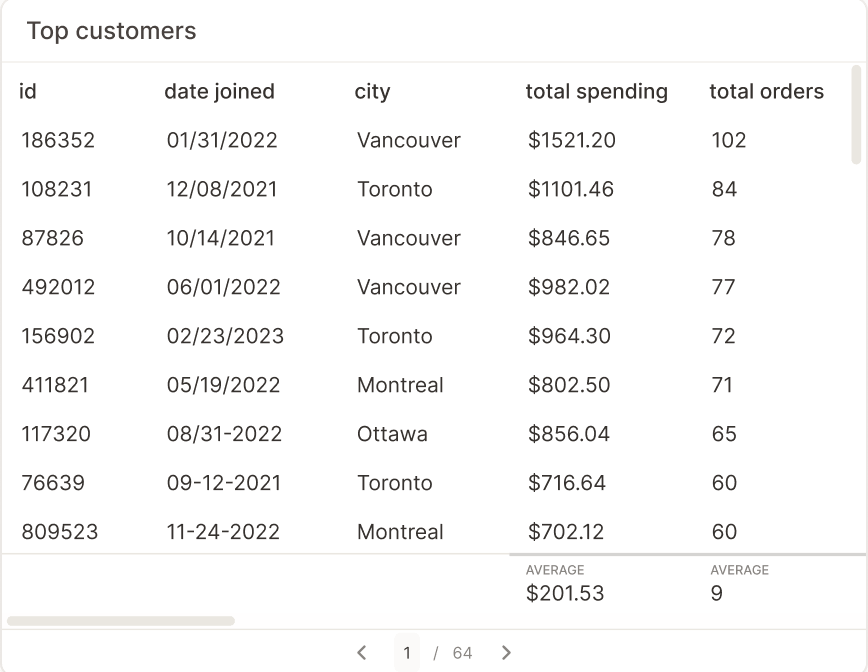 Top customers
id date joined city total spending total orders
186352 01/31/2022 Vancouver $1521.20 102
108231 12/08/2021 Toronto $1101.46 84
87826 10/14/2021 Vancouver $846.65 78
492012 06/01/2022 Vancouver $982.02 77
156902 02/23/2023 Toronto $964.30 72
411821 05/19/2022 Montreal $802.50 71
117320 08/31-2022 Ottawa $856.04 65
76639 09-12-2021 Toronto $716.64 60
809523 11-24-2022 Montreal $702.12 60
AVERAGE AVERAGE
$201.53 9
1 / 64